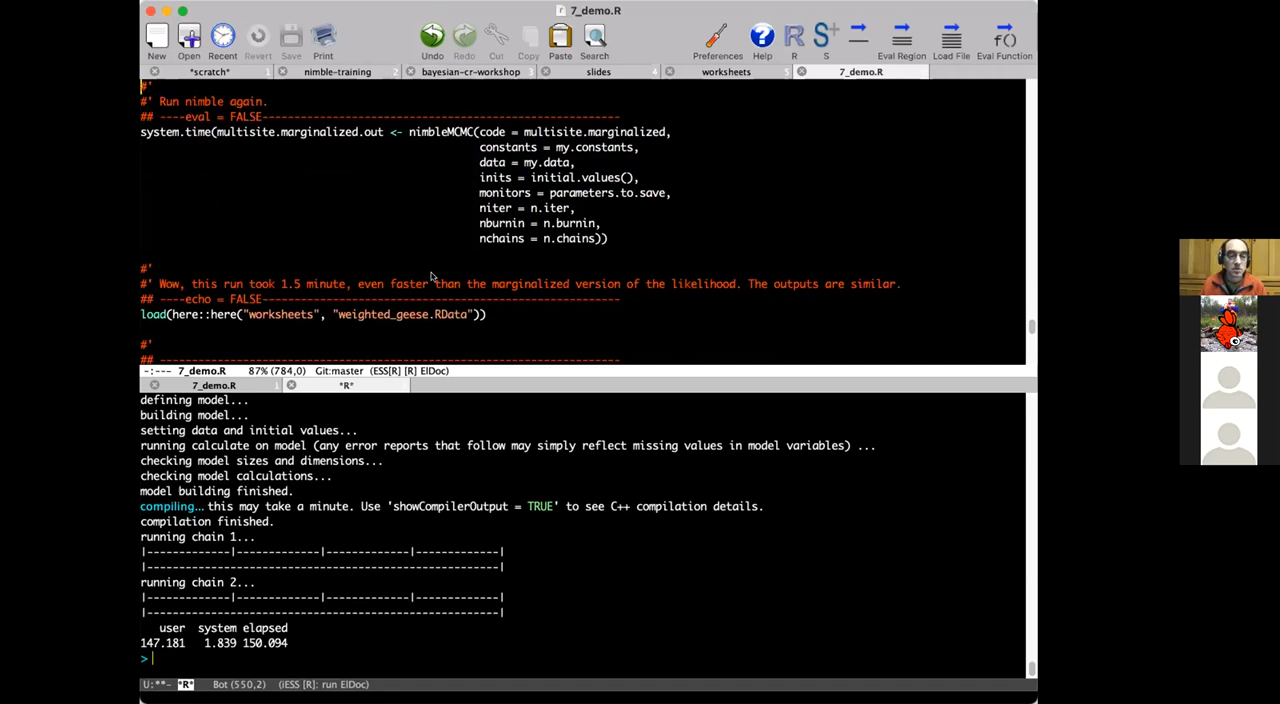 7_demo.R
New Open Recent Revert Save Print Undo Redo Cut Copy Paste Search Preferences Help R S Eval Region Load File Eval Function
*scratch* 1 nimble-training 2 bayesian-cr-workshop 3 slides 4 worksheets 5 7_demo.R
#'
#' Run nimble again.
## ----eval = FALSE--------------------------------------------------------------
system.time(multisite.marginalized.out <- nimbleMCMC(code = multisite.marginalized,
constants = my.constants,
data = my.data,
inits = initial.values(),
monitors = parameters.to.save,
niter = n.iter,
nburnin = n.burnin,
nchains = n.chains))
#'
#' Wow, this run took 1.5 minute, even faster than the marginalized version of the likelihood. The outputs are similar.
## ----echo = FALSE--------------------------------------------------------------
load(here::here("worksheets", "weighted_geese.RData"))
#'
## ------------------------------------------------------------------------------
-:--- 7_demo.R 87% (784,0) Git:master (ESS[R] [R] ElDoc)
7_demo.R 1 *R*
defining model...
building model...
setting data and initial values...
running calculate on model (any error reports that follow may simply reflect missing values in model variables) ...
checking model sizes and dimensions...
checking model calculations...
model building finished.
compiling... this may take a minute. Use 'showCompilerOutput = TRUE' to see C++ compilation details.
compilation finished.
running chain 1...
|-------------|-------------|-------------|-------------|
|-------------------------------------------------------|
running chain 2...
|-------------|-------------|-------------|-------------|
|-------------------------------------------------------|
user system elapsed
147.181 1.839 150.094
>
U:**- *R* Bot (550,2) (iESS [R]: run ElDoc)